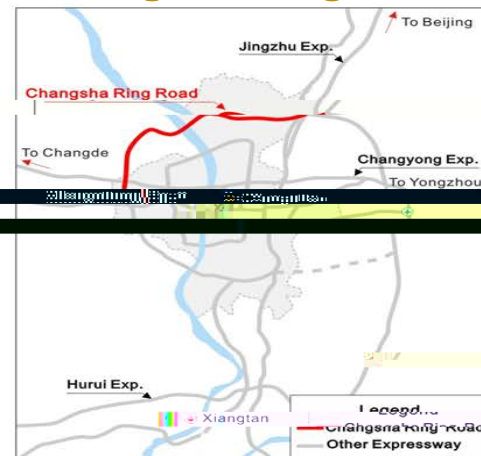 To Beijing
Jingzhu Exp.
Changsha Ring Road
To Changde
Changyong Exp.
To Yongzhou
Hurui Exp.
Xiangtan
Legend
Changsha Ring Road
Other Expressway